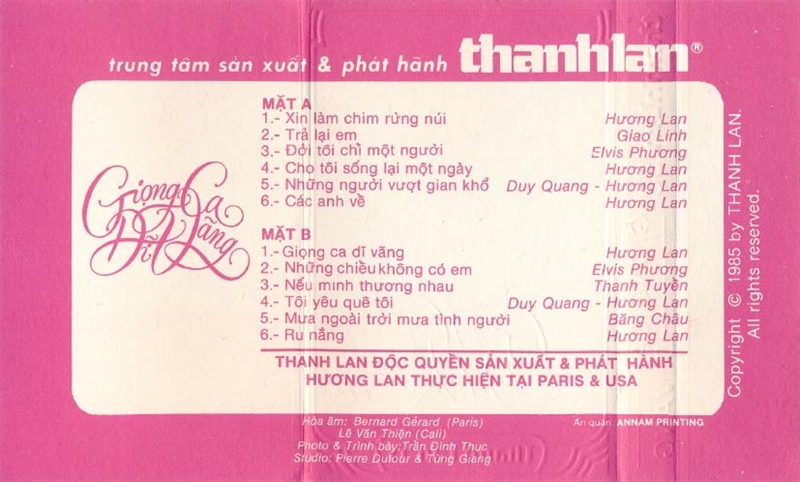 trung tâm sản xuất & phát hành thanhlan®
Giọng Ca
Dĩ Vãng
MẶT A
1.- Xin làm chim rừng núi Hương Lan
2.- Trả lại em Giao Linh
3.- Đời tôi chỉ một người Elvis Phương
4.- Cho tôi sống lại một ngày Hương Lan
5.- Những người vượt gian khổ Duy Quang - Hương Lan
6.- Các anh về Hương Lan
MẶT B
1.- Giọng ca dĩ vãng Hương Lan
2.- Những chiều không có em Elvis Phương
3.- Nếu mình thương nhau Thanh Tuyền
4.- Tôi yêu quê tôi Duy Quang - Hương Lan
5.- Mưa ngoài trời mưa tình người Băng Châu
6.- Ru nắng Hương Lan
THANH LAN ĐỘC QUYỀN SẢN XUẤT & PHÁT HÀNH
HƯƠNG LAN THỰC HIỆN TẠI PARIS & USA
Hòa âm: Bernard Gérard (Paris)
Lê Văn Thiện (Cali)
Photo & Trình bày: Trần Đình Thục
Studio: Pierre Dufour & Tùng Giang
Ấn quán ANNAM PRINTING
Copyright © 1985 by THANH LAN.
All rights reserved.